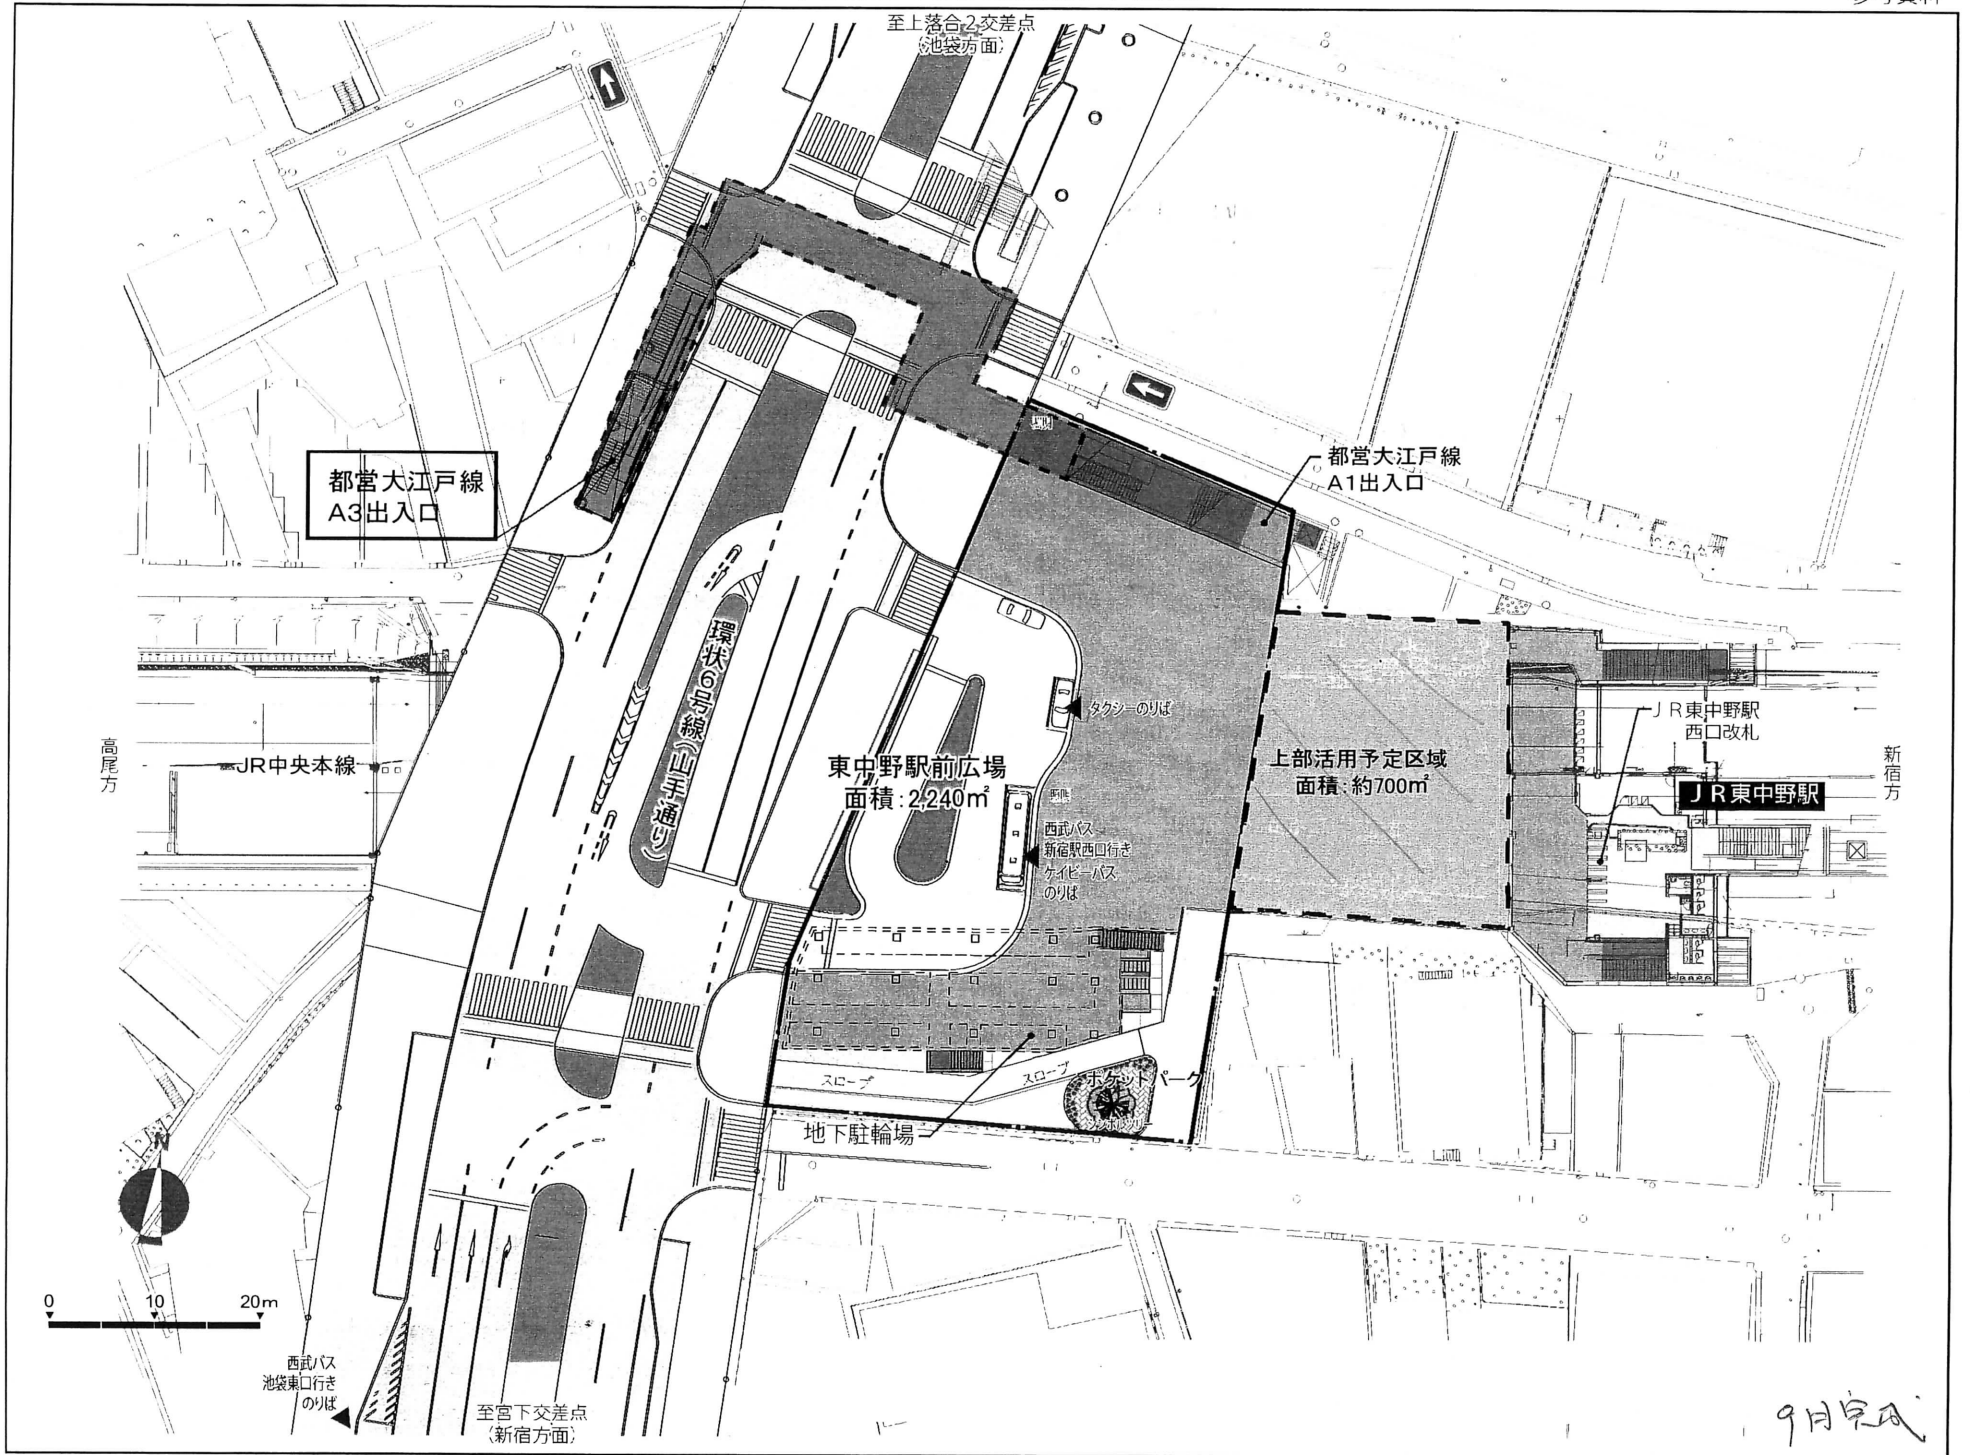 参考資料
至上落合2交差点
(池袋方面)
都営大江戸線
A3出入口
都営大江戸線
A1出入口
環状6号線(山手通り)
タクシーのりば
東中野駅前広場
面積:2,240㎡
西武バス
新宿駅西口行き
ケイビーバス
のりば
上部活用予定区域
面積:約700㎡
JR東中野駅
西口改札
JR東中野駅
新宿方
高尾方
JR中央本線
スロープ
スロープ
ポケットパーク
シンボルツリー
地下駐輪場
N
0 10 20m
西武バス
池袋東口行き
のりば
至宮下交差点
(新宿方面)
9月完成